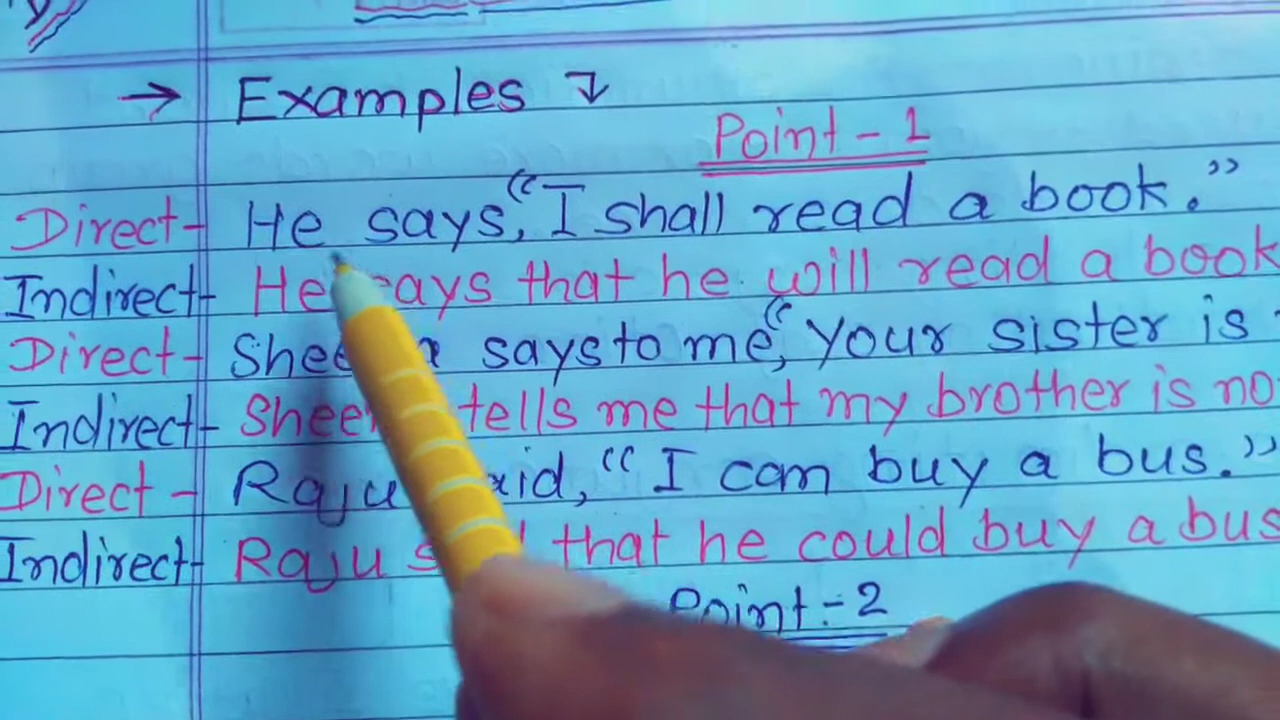 → Examples ↴
Point - 1
Direct- He says, "I shall read a book."
Indirect- He says that he will read a book
Direct- says to me, "Your sister is
Indirect- tells me that my brother is no
Direct - Raju said, "I can buy a bus."
Indirect- Raju that he could buy a bus
Point :- 2